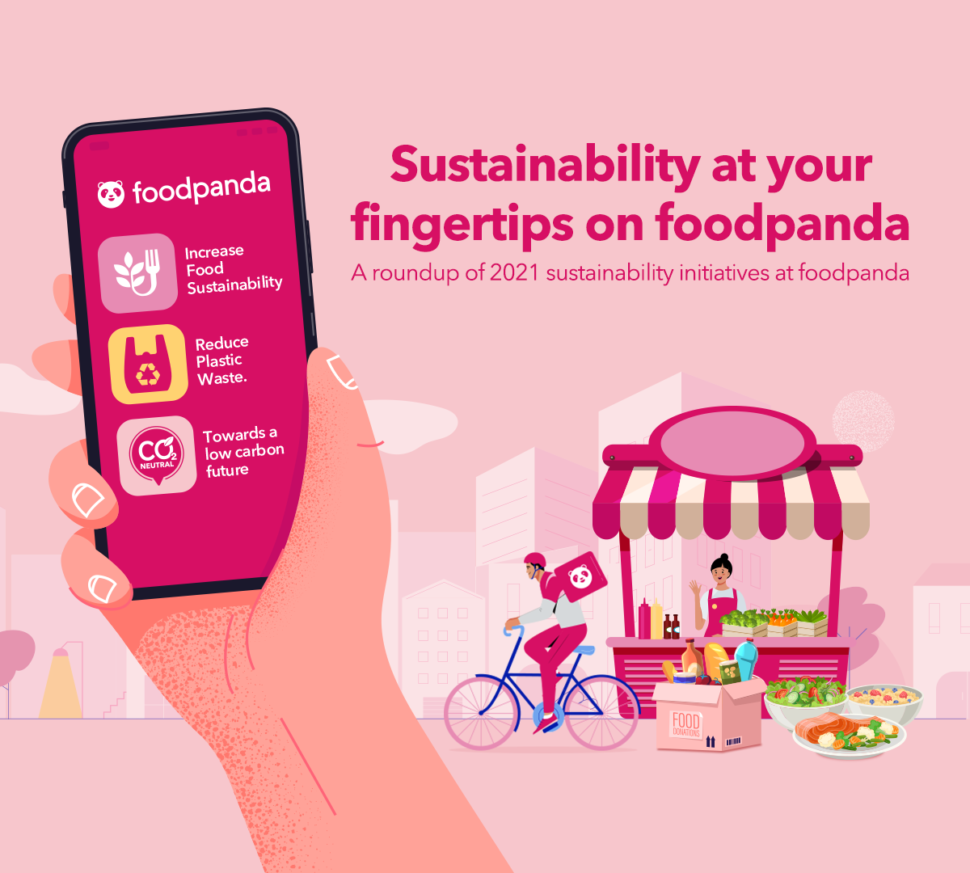 foodpanda
Increase
Food
Sustainability
Reduce
Plastic
Waste.
CO2
NEUTRAL
Towards a
low carbon
future
Sustainability at your
fingertips on foodpanda
A roundup of 2021 sustainability initiatives at foodpanda
FOOD
DONATIONS